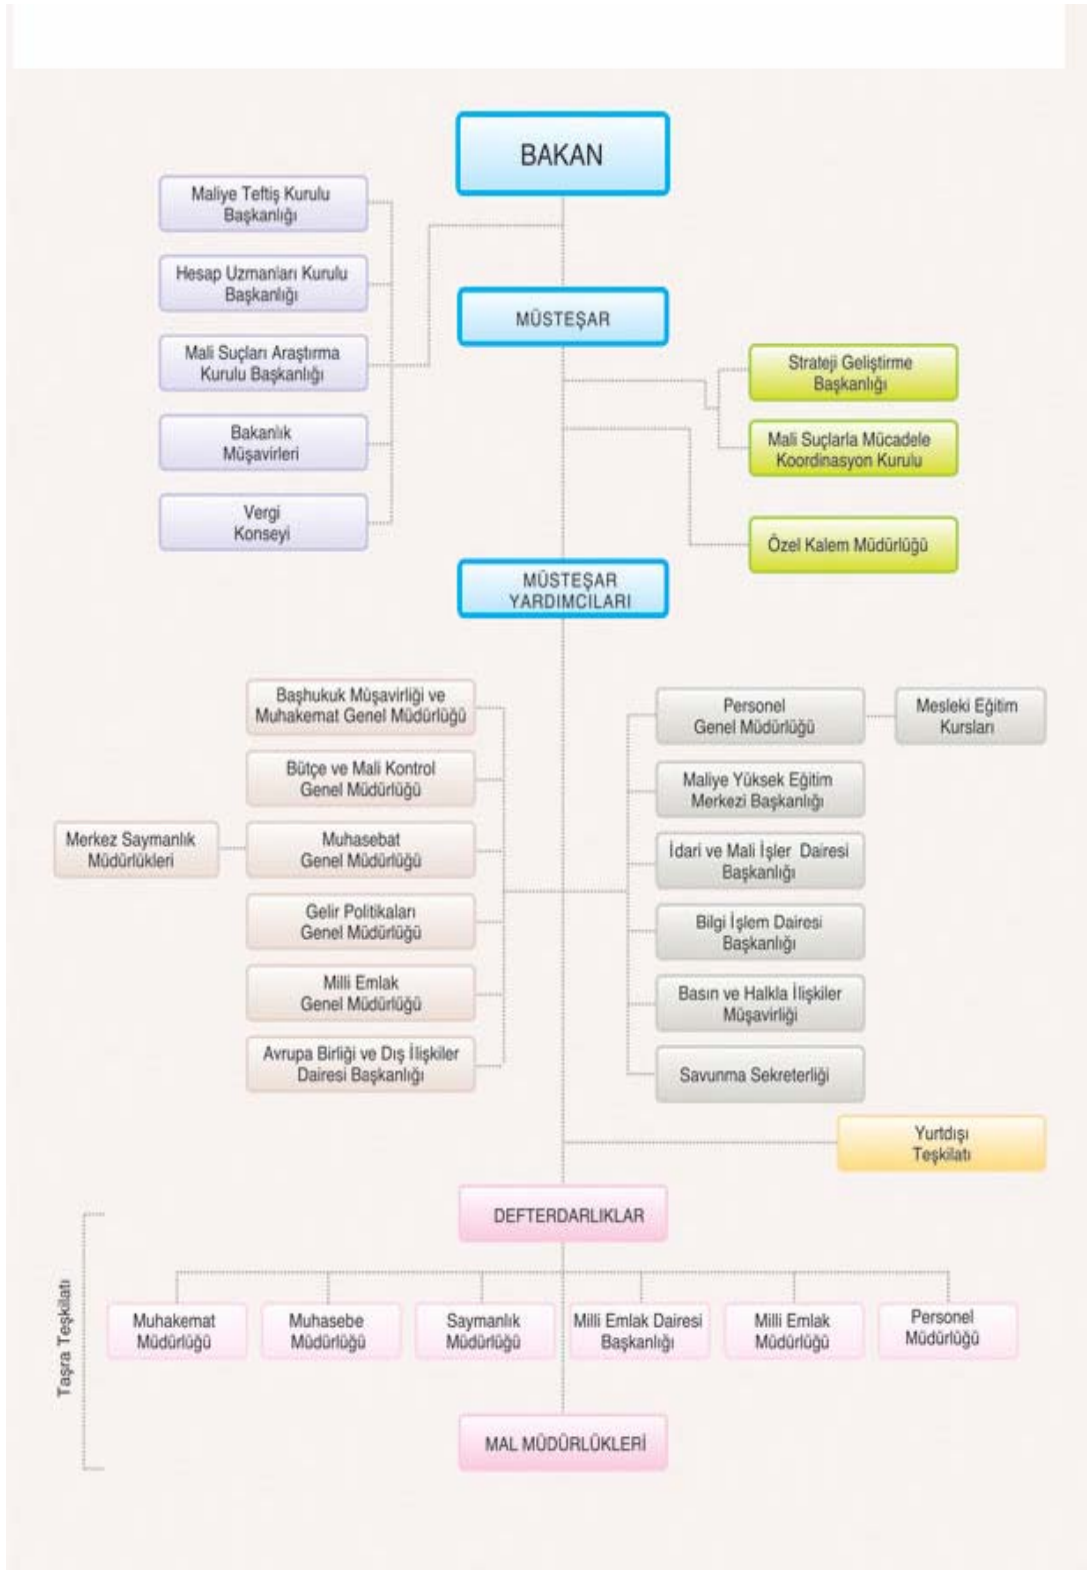 BAKAN
Maliye Teftiş Kurulu
Başkanlığı
Hesap Uzmanları Kurulu
Başkanlığı
MÜSTEŞAR
Mali Suçları Araştırma
Kurulu Başkanlığı
Strateji Geliştirme
Başkanlığı
Bakanlık
Müşavirleri
Mali Suçlarla Mücadele
Koordinasyon Kurulu
Vergi
Konseyi
Özel Kalem Müdürlüğü
MÜSTEŞAR
YARDIMCILARI
Başhukuk Müşavirliği ve
Muhakemat Genel Müdürlüğü
Personel
Genel Müdürlüğü
Mesleki Eğitim
Kursları
Bütçe ve Mali Kontrol
Genel Müdürlüğü
Maliye Yüksek Eğitim
Merkezi Başkanlığı
Merkez Saymanlık
Müdürlükleri
Muhasebat
Genel Müdürlüğü
İdari ve Mali İşler Dairesi
Başkanlığı
Gelir Politikaları
Genel Müdürlüğü
Bilgi İşlem Dairesi
Başkanlığı
Milli Emlak
Genel Müdürlüğü
Basın ve Halkla İlişkiler
Müşavirliği
Avrupa Birliği ve Dış İlişkiler
Dairesi Başkanlığı
Savunma Sekreterliği
Yurtdışı
Teşkilatı
DEFTERDARLIKLAR
Taşra Teşkilatı
Muhakemat
Müdürlüğü
Muhasebe
Müdürlüğü
Saymanlık
Müdürlüğü
Milli Emlak Dairesi
Başkanlığı
Milli Emlak
Müdürlüğü
Personel
Müdürlüğü
MAL MÜDÜRLÜKLERİ